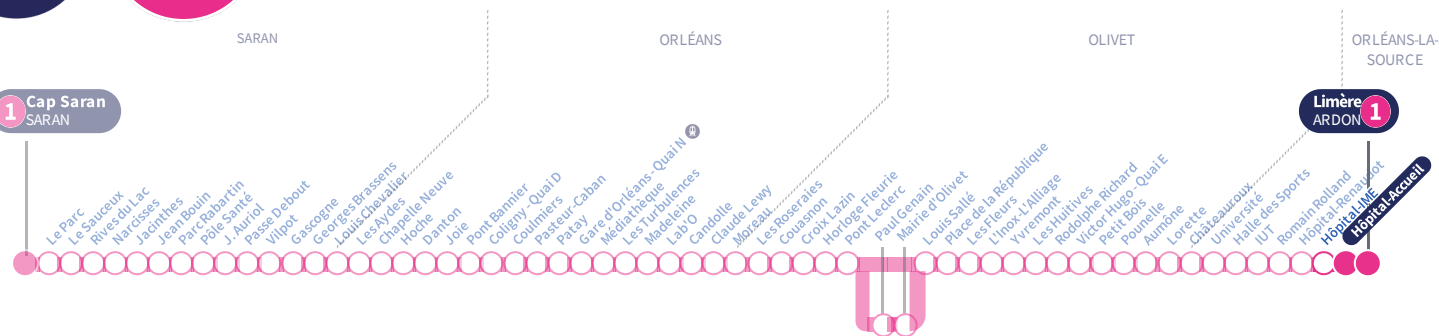 SARAN
ORLÉANS
OLIVET
ORLÉANS-LA-
SOURCE
1
Cap Saran
SARAN
Limère
ARDON
1
Le Parc
Le Sauceux
Rives du Lac
Narcisses
Jacinthes
Jean Bouin
Parc Rabartin
Pôle Santé
J. Auriol
Passe Debout
Vilpot
Gascogne
Georges Brassens
Louis Chevalier
Les Aydes
Chapelle Neuve
Hoche
Danton
Joie
Pont Bannier
Coligny - Quai D
Coulmiers
Pasteur-Caban
Patay
Gare d'Orléans - Quai N
Médiathèque
Les Turbulences
Madeleine
Lab'O
Candolle
Claude Lewy
Moreau
Les Roseraies
Couasnon
Croix Lazin
Horloge Fleurie
Pont Leclerc
Paul Genain
Mairie d'Olivet
Louis Sallé
Place de la République
Les Fleurs
L'Inox-L'Alliage
Yvremont
Les Huitives
Rodolphe Richard
Victor Hugo - Quai E
Petit Bois
Pounelle
Aumône
Lorette
Châteauroux
Université
Halle des Sports
IUT
Romain Rolland
Hôpital-Renaudot
Hôpital LIME
Hôpital-Accueil